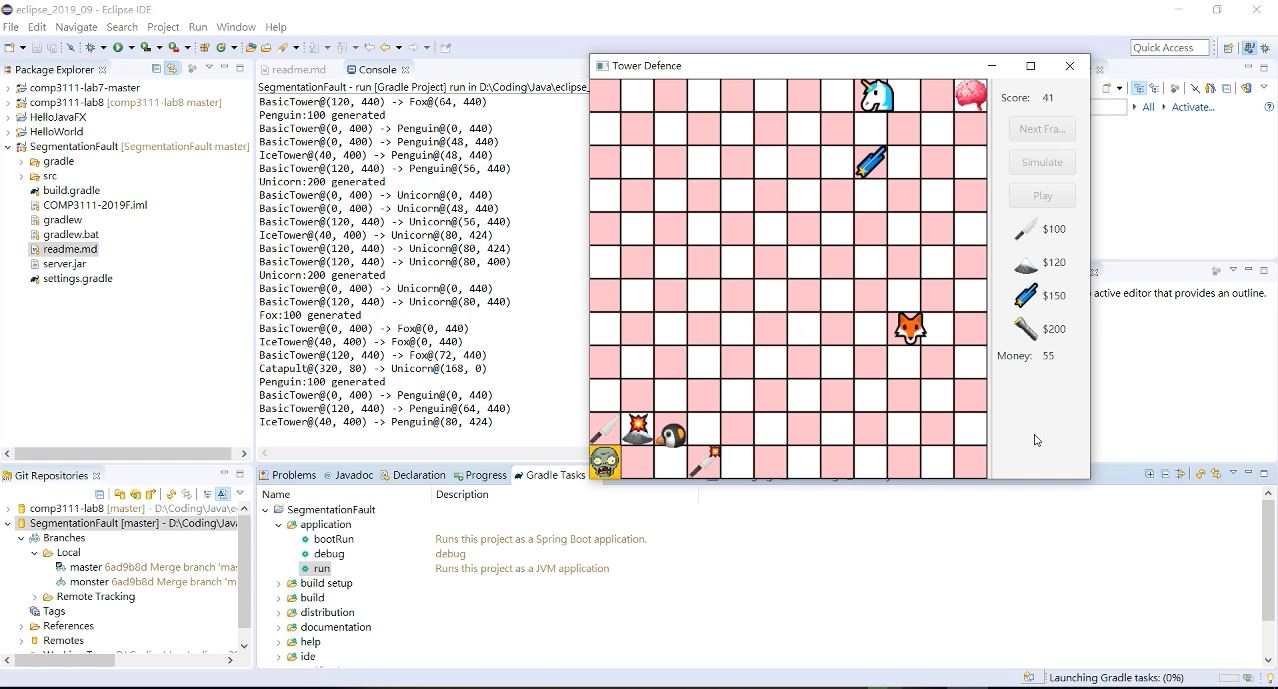 eclipse_2019_09 - Eclipse IDE
File Edit Navigate Search Project Run Window Help
Quick Access
Package Explorer
comp3111-lab7-master
comp3111-lab8 [comp3111-lab8 master]
HelloJavaFX
HelloWorld
SegmentationFault [SegmentationFault master]
gradle
src
build.gradle
COMP3111-2019F.iml
gradlew
gradlew.bat
readme.md
server.jar
settings.gradle
readme.md
Console
SegmentationFault - run [Gradle Project] run in J:\Coding\Java\eclipse_
BasicTower@(120, 440) -> Fox@(64, 440)
Penguin:100 generated
BasicTower@(0, 400) -> Penguin@(0, 440)
BasicTower@(0, 400) -> Penguin@(48, 440)
IceTower@(40, 400) -> Penguin@(48, 440)
BasicTower@(120, 440) -> Penguin@(56, 440)
Unicorn:200 generated
BasicTower@(0, 400) -> Unicorn@(0, 440)
BasicTower@(0, 400) -> Unicorn@(48, 440)
BasicTower@(120, 440) -> Unicorn@(56, 440)
IceTower@(40, 400) -> Unicorn@(80, 424)
BasicTower@(120, 440) -> Unicorn@(80, 424)
BasicTower@(120, 440) -> Unicorn@(80, 400)
Unicorn:200 generated
BasicTower@(0, 400) -> Unicorn@(0, 440)
BasicTower@(120, 440) -> Unicorn@(80, 440)
Fox:100 generated
BasicTower@(0, 400) -> Fox@(0, 440)
IceTower@(40, 400) -> Fox@(0, 440)
BasicTower@(120, 440) -> Fox@(72, 440)
Catapult@(320, 80) -> Unicorn@(168, 0)
Penguin:100 generated
BasicTower@(0, 400) -> Penguin@(0, 440)
BasicTower@(120, 440) -> Penguin@(64, 440)
IceTower@(40, 400) -> Penguin@(80, 424)
Tower Defence
Score: 41
Next Fra...
Simulate
Play
$100
$120
$150
$200
Money: 55
All
Activate...
active editor that provides an outline.
Git Repositories
comp3111-lab8 [master] - D:\Coding\Java\e
SegmentationFault [master] - D:\Coding\Java
Branches
Local
master 6ad9b8d Merge branch 'mas
monster 6ad9b8d Merge branch 'm
Remote Tracking
Tags
References
Remotes
Problems
Javadoc
Declaration
Progress
Gradle Tasks
Name
Description
SegmentationFault
application
bootRun
Runs this project as a Spring Boot application.
debug
debug
run
Runs this project as a JVM application
build setup
build
distribution
documentation
help
ide
Launching Gradle tasks: (0%)